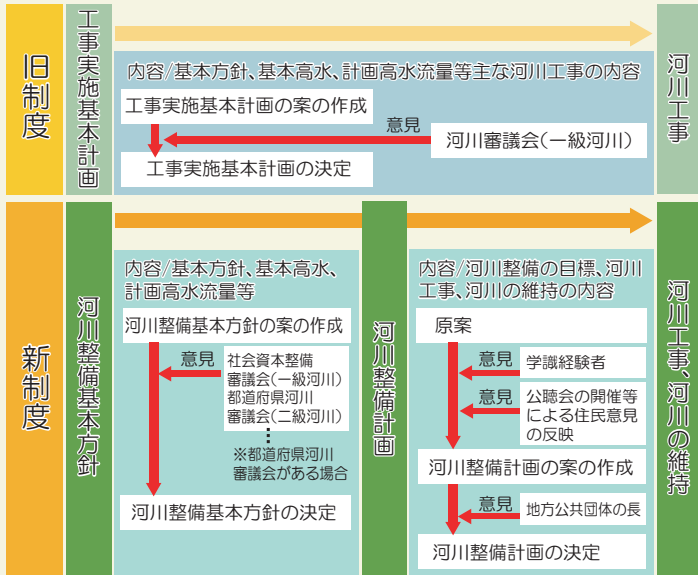 旧制度
工事実施基本計画
内容/基本方針、基本高水、計画高水流量等主な河川工事の内容
工事実施基本計画の案の作成
意見
河川審議会(一級河川)
工事実施基本計画の決定
河川工事
新制度
河川整備基本方針
内容/基本方針、基本高水、
計画高水流量等
河川整備基本方針の案の作成
意見
社会資本整備
審議会(一級河川)
都道府県河川
審議会(二級河川)
※都道府県河川
審議会がある場合
河川整備基本方針の決定
河川整備計画
内容/河川整備の目標、河川
工事、河川の維持の内容
原案
意見
学識経験者
意見
公聴会の開催等
による住民意見
の反映
河川整備計画の案の作成
意見
地方公共団体の長
河川整備計画の決定
河川工事、河川の維持